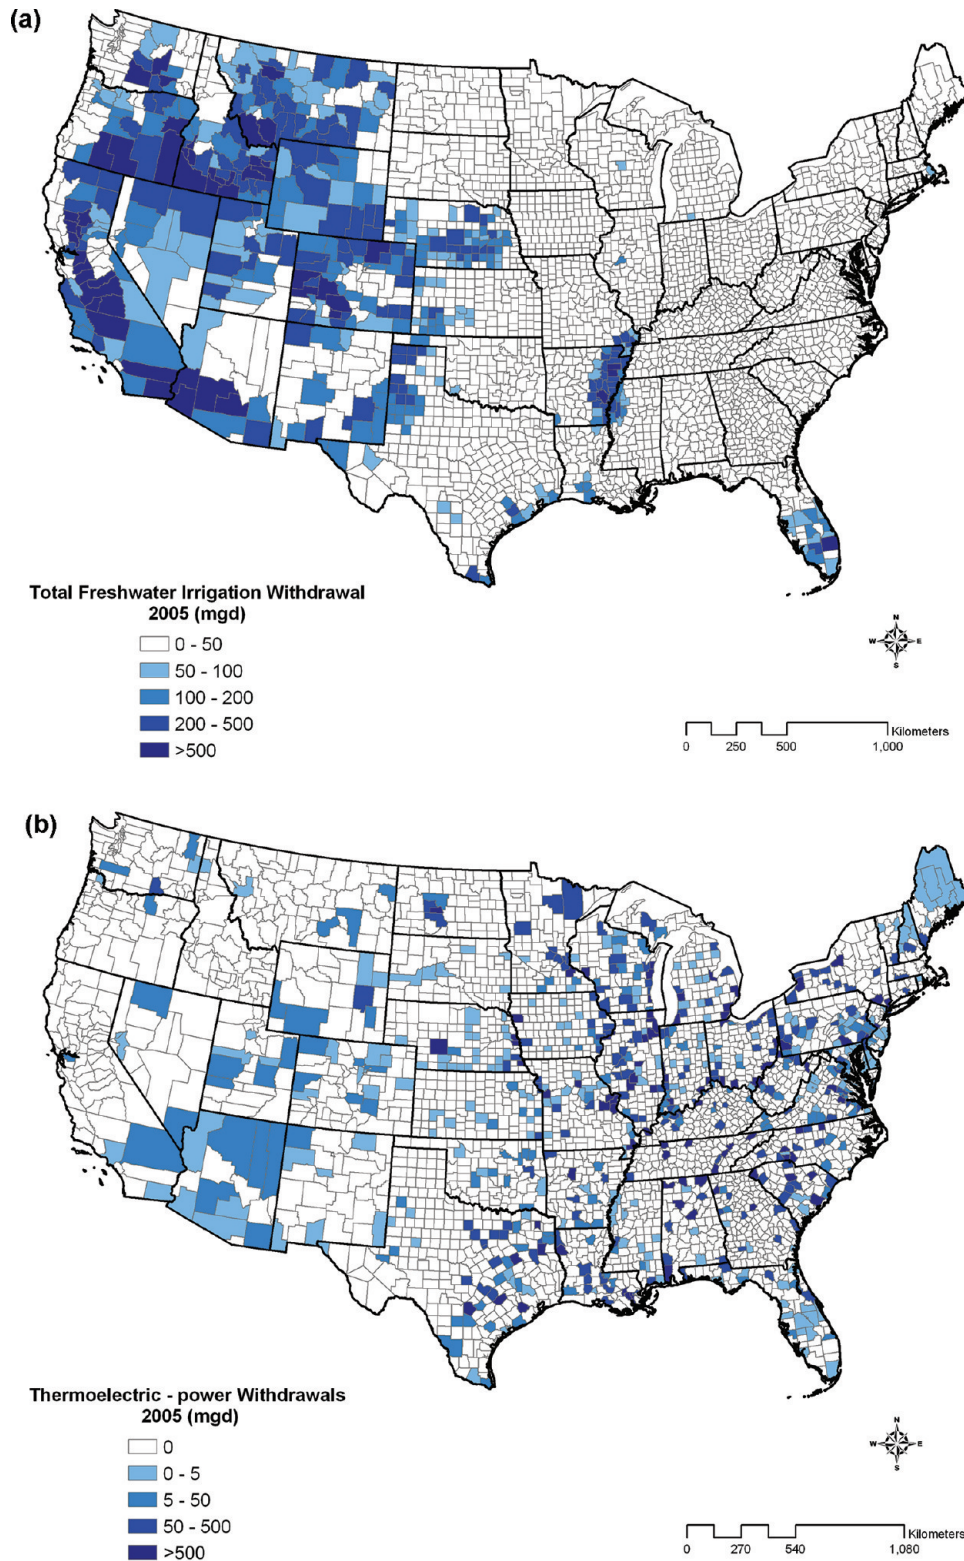 (a)
Total Freshwater Irrigation Withdrawal
2005 (mgd)
0 - 50
50 - 100
100 - 200
200 - 500
>500
N
W E
S
Kilometers
0 250 500 1,000
(b)
Thermoelectric - power Withdrawals
2005 (mgd)
0
0 - 5
5 - 50
50 - 500
>500
N
W E
S
Kilometers
0 270 540 1,080